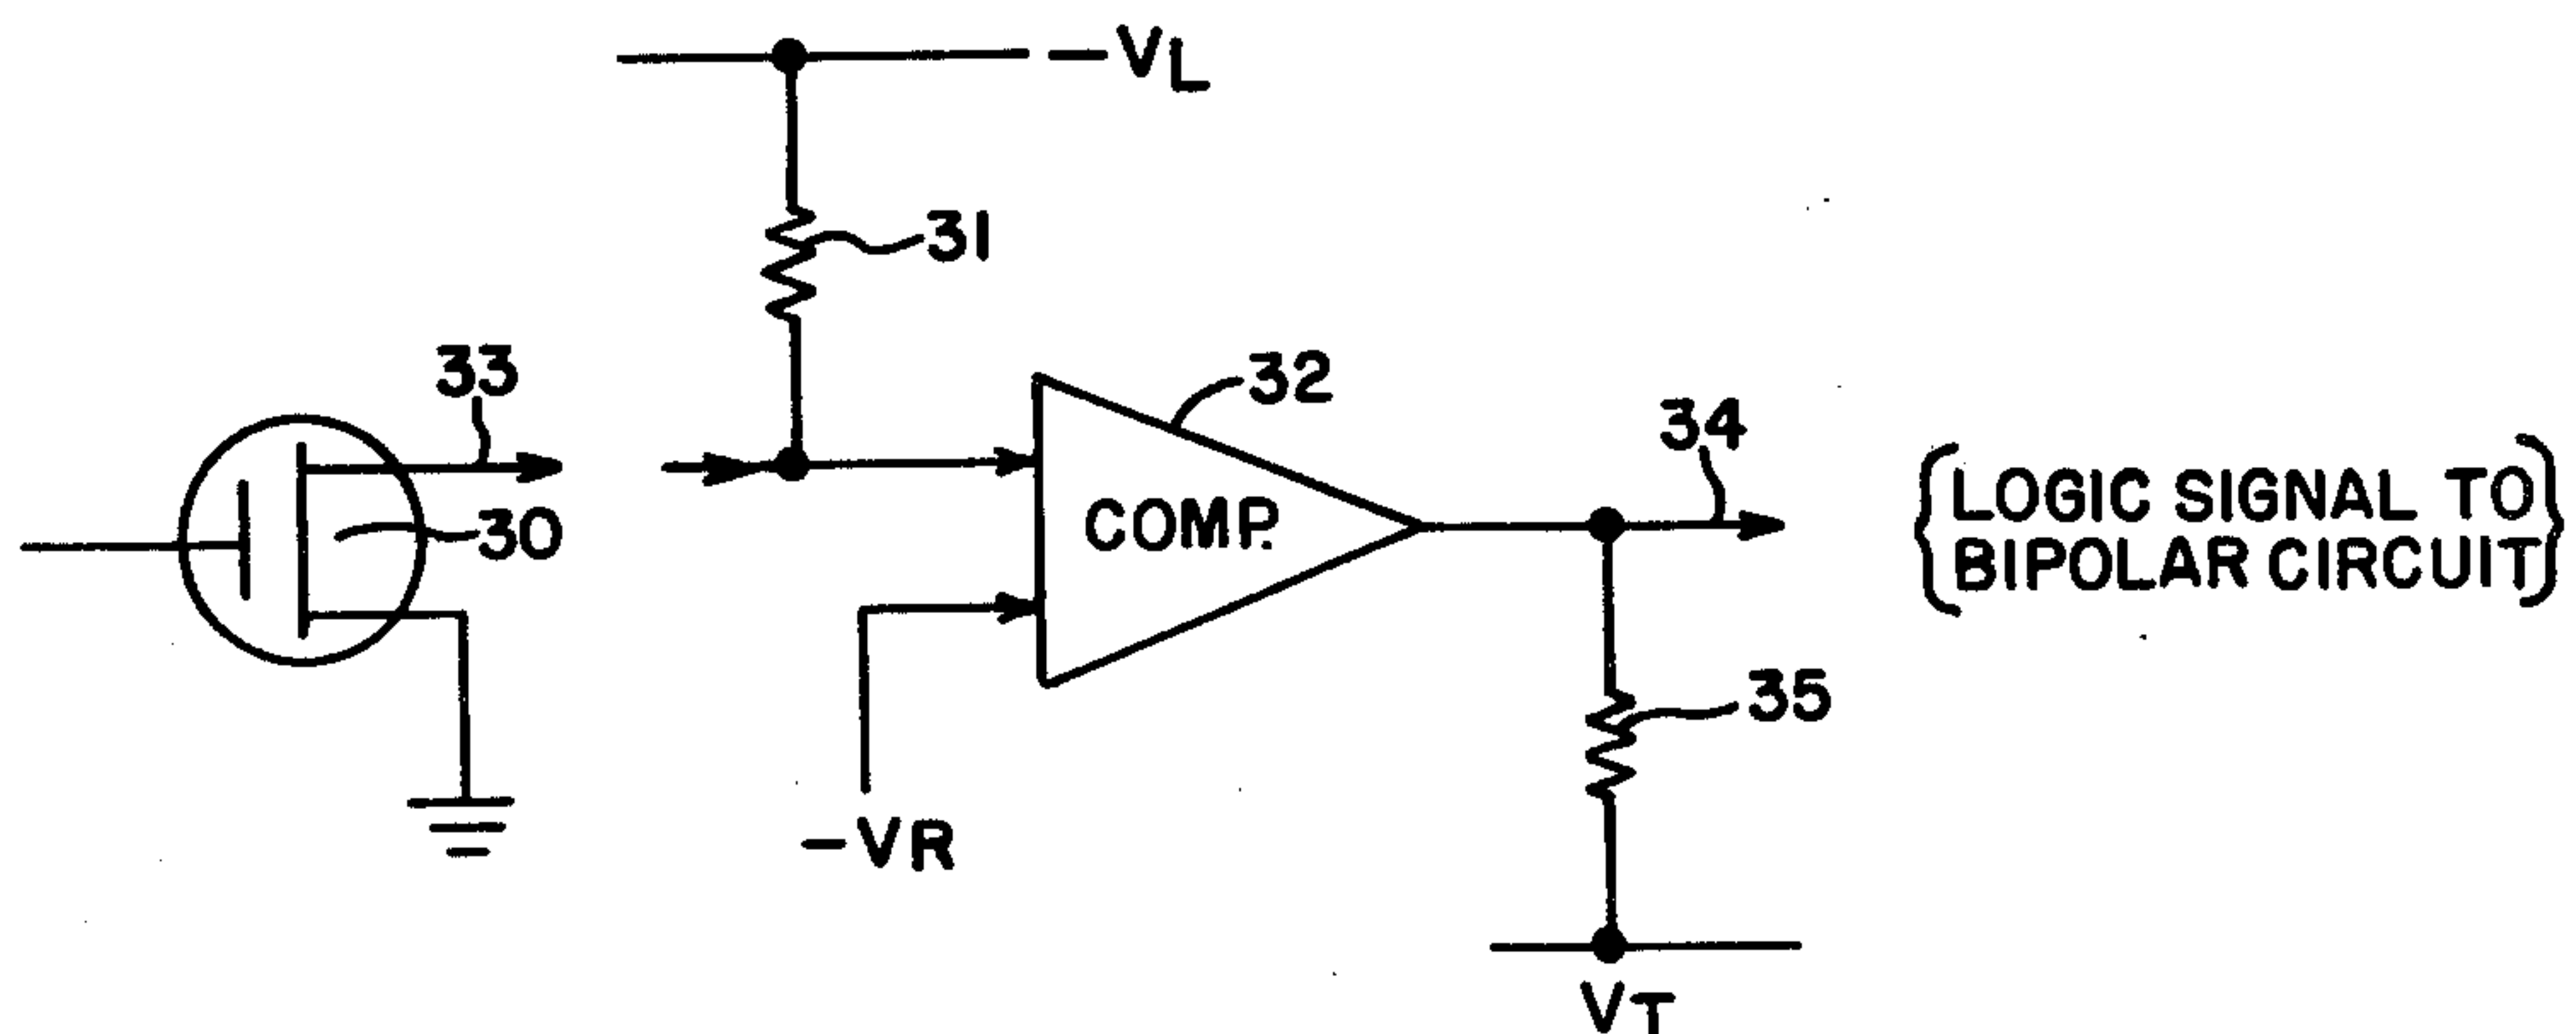 -VL
31
33
32
34
30
COMP.
{LOGIC SIGNAL TO
BIPOLAR CIRCUIT}
35
-VR
VT